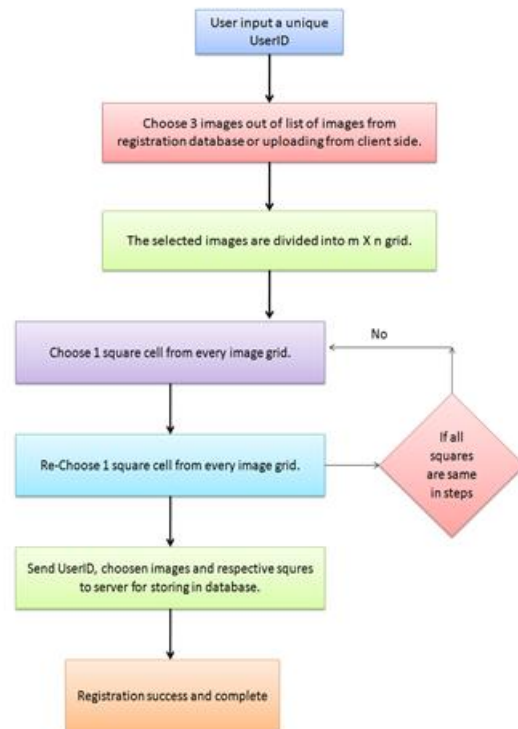 User input a unique
UserID
Choose 3 images out of list of images from
registration database or uploading from client side.
The selected images are divided into m X n grid.
Choose 1 square cell from every image grid.
No
Re-Choose 1 square cell from every image grid.
If all
squares
are same
in steps
Send UserID, choosen images and respective squres
to server for storing in database.
Registration success and complete